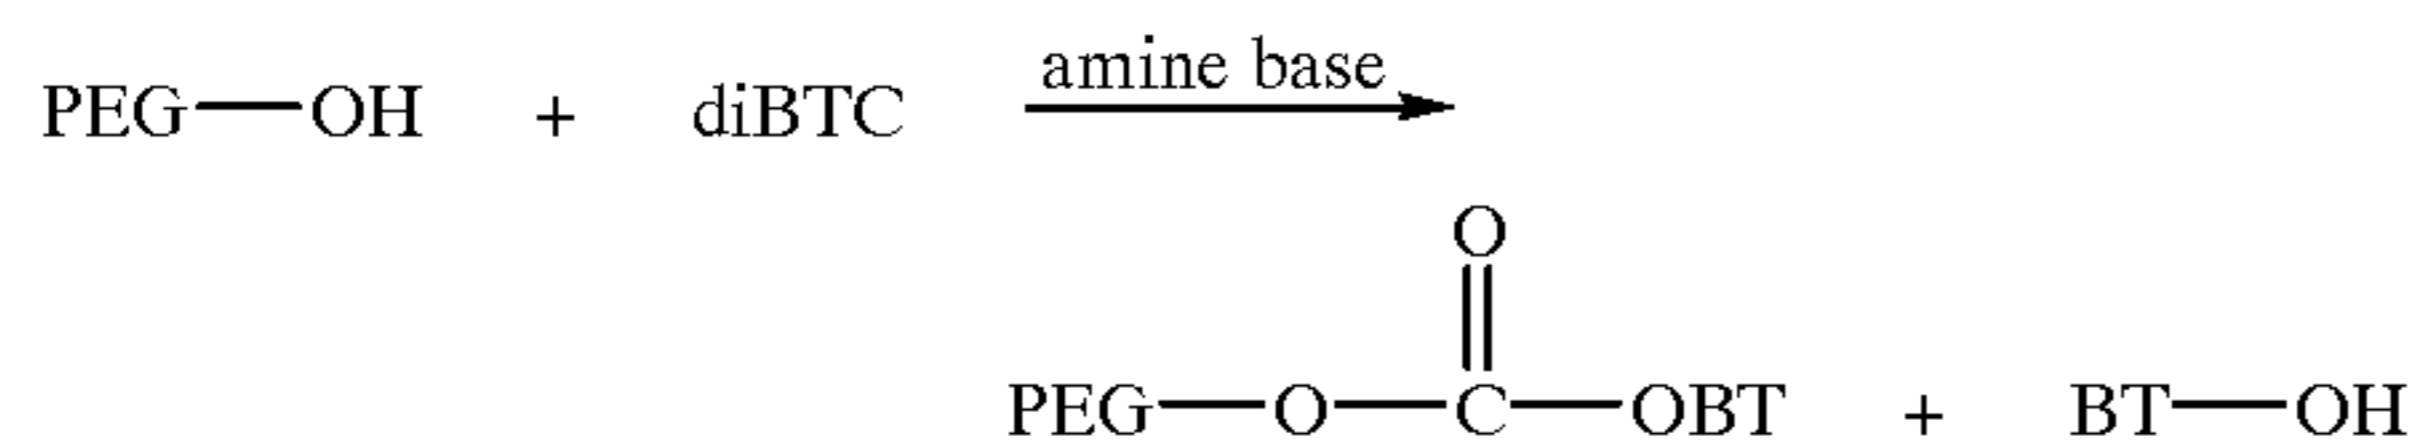 amine base
PEG—OH + diBTC
O
PEG—O—C—OBT + BT—OH